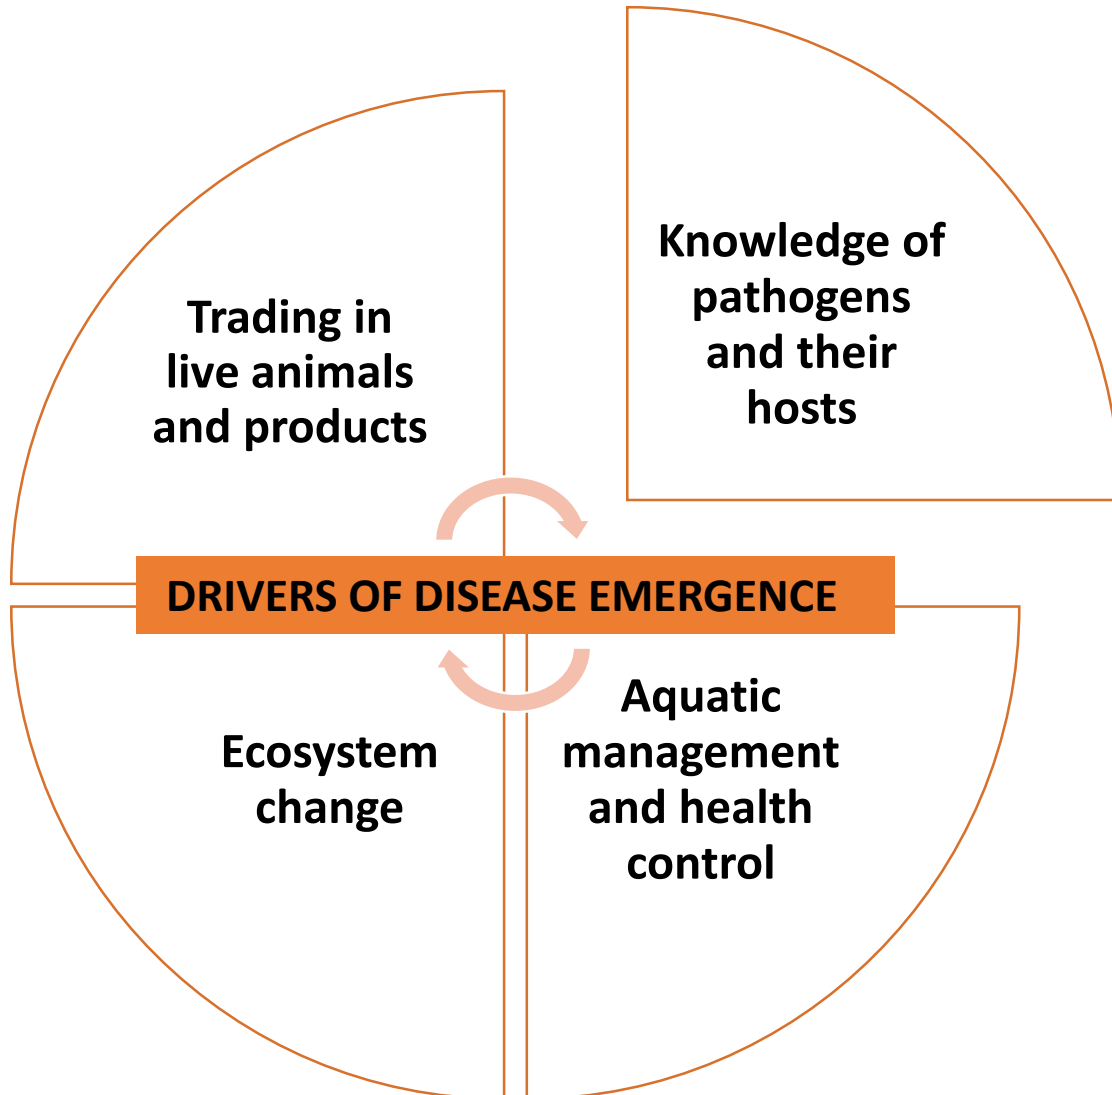 Trading in
live animals
and products
Knowledge of
pathogens
and their
hosts
DRIVERS OF DISEASE EMERGENCE
Ecosystem
change
Aquatic
management
and health
control